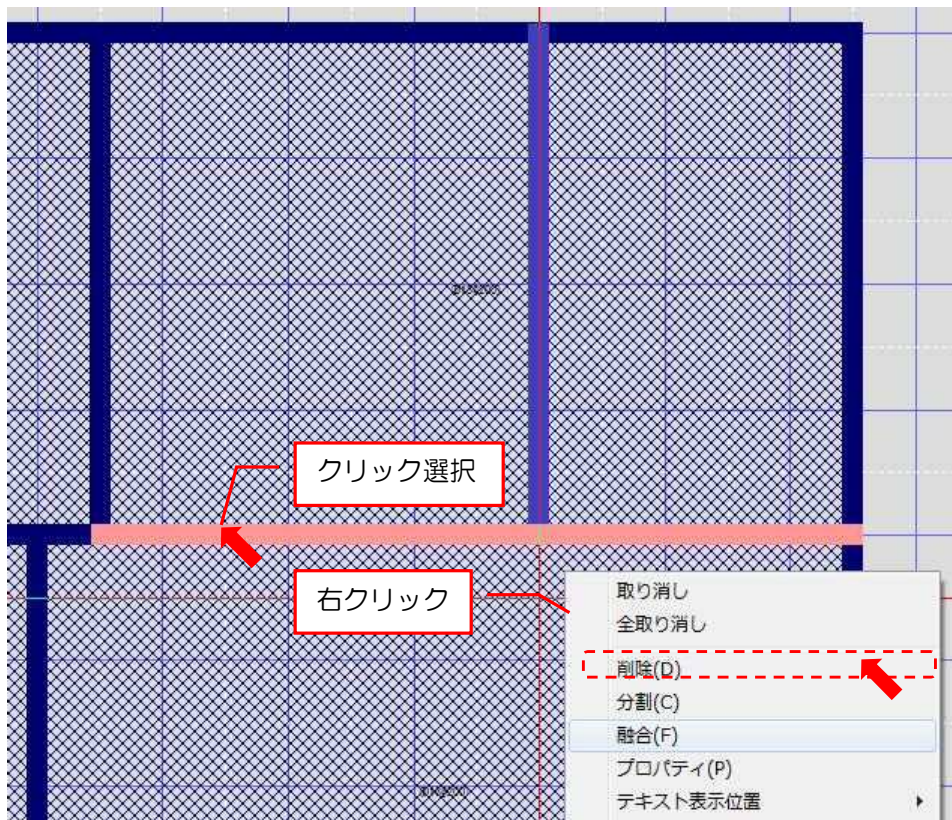 クリック選択
右クリック
取り消し
全取り消し
削除(D)
分割(C)
融合(F)
プロパティ(P)
テキスト表示位置